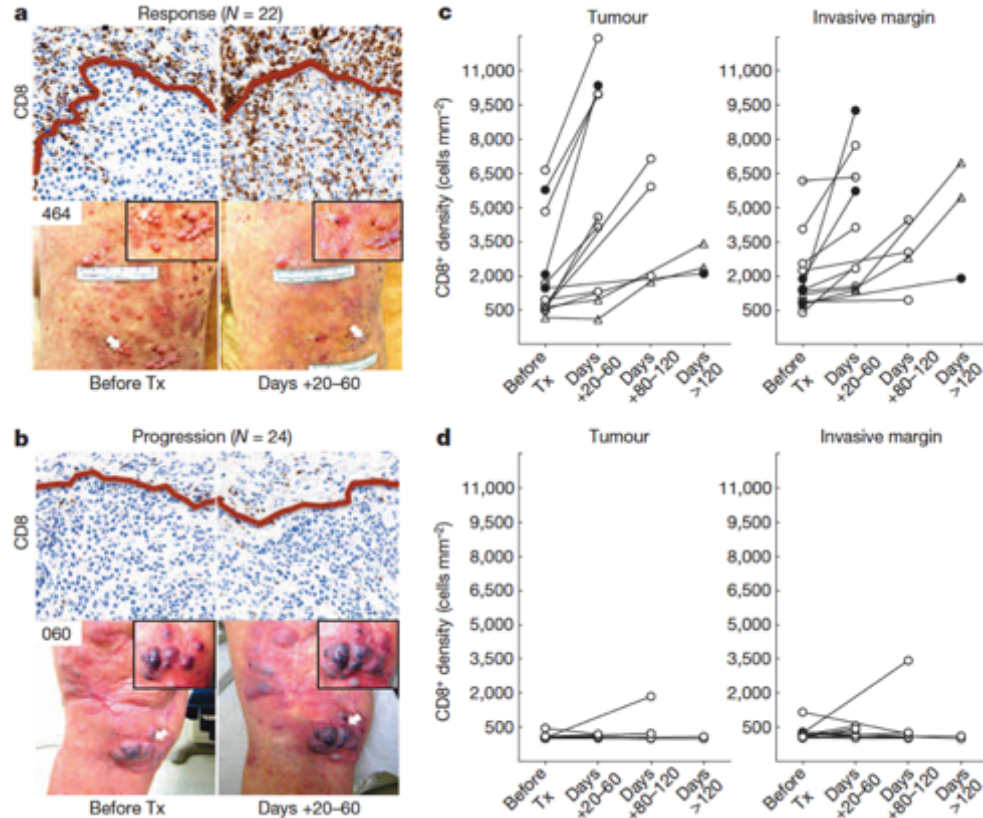 a
Response (N = 22)
CD8
464
Before Tx
Days +20–60
b
Progression (N = 24)
CD8
060
Before Tx
Days +20–60
c
Tumour
Invasive margin
CD8⁺ density (cells mm⁻²)
11,000
9,500
8,000
6,500
5,000
3,500
2,000
500
Before Tx
Days +20–60
Days +80–120
Days >120
11,000
9,500
8,000
6,500
5,000
3,500
2,000
500
Before Tx
Days +20–60
Days +80–120
Days >120
d
Tumour
Invasive margin
CD8⁺ density (cells mm⁻²)
11,000
9,500
8,000
6,500
5,000
3,500
2,000
500
Before Tx
Days +20–60
Days +80–120
Days >120
11,000
9,500
8,000
6,500
5,000
3,500
2,000
500
Before Tx
Days +20–60
Days +80–120
Days >120